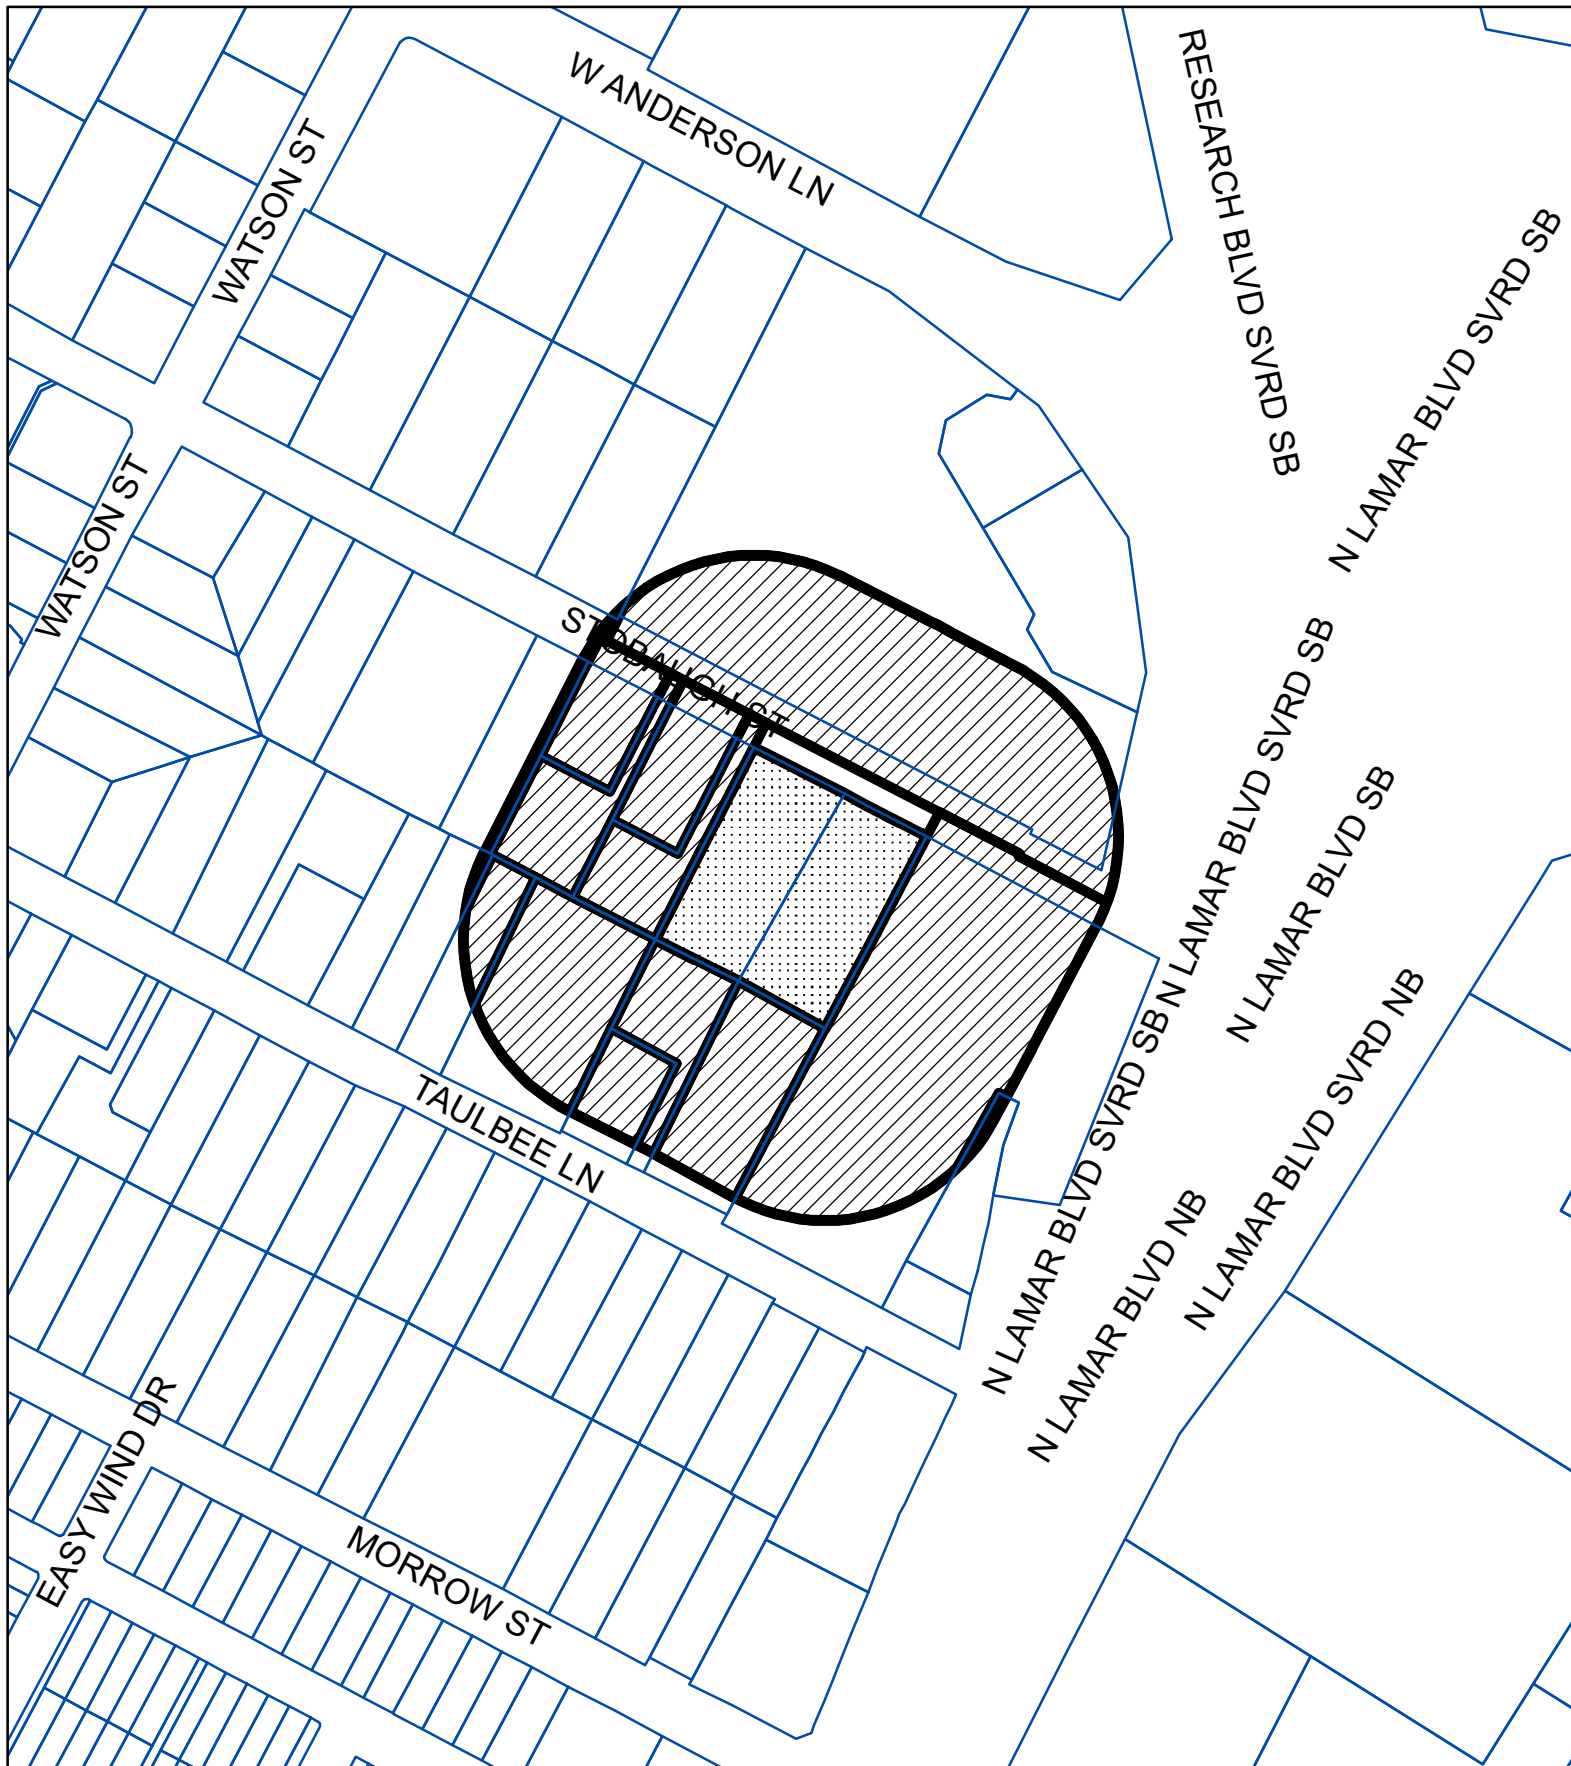 W ANDERSON LN
RESEARCH BLVD SVRD SB
WATSON ST
N LAMAR BLVD SVRD SB
WATSON ST
STOBAUGH ST
N LAMAR BLVD SVRD SB
N LAMAR BLVD SB
N LAMAR BLVD SVRD NB
TAULBEE LN
N LAMAR BLVD SVRD SB
N LAMAR BLVD NB
EASY WIND DR
MORROW ST